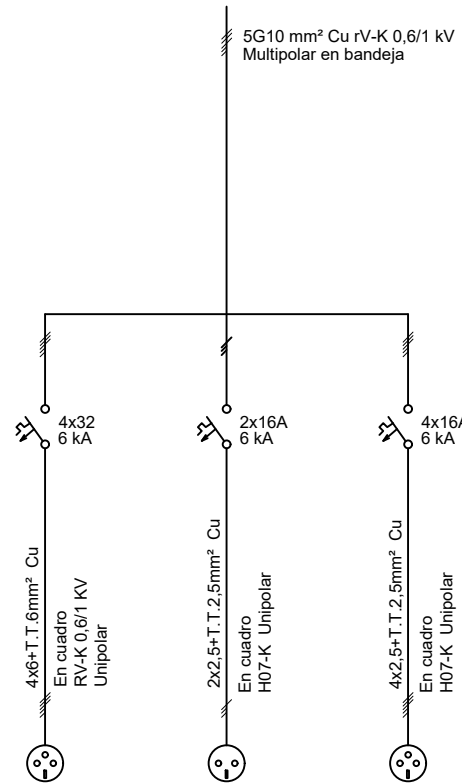 5G10 mm² Cu rV-K 0,6/1 kV
Multipolar en bandeja
4x32
6 kA
2x16A
6 kA
4x16A
6 kA
4x6+T.T.6mm² Cu
En cuadro
RV-K 0,6/1 KV
Unipolar
2x2,5+T.T.2,5mm² Cu
En cuadro
H07-K Unipolar
4x2,5+T.T.2,5mm² Cu
En cuadro
H07-K Unipolar